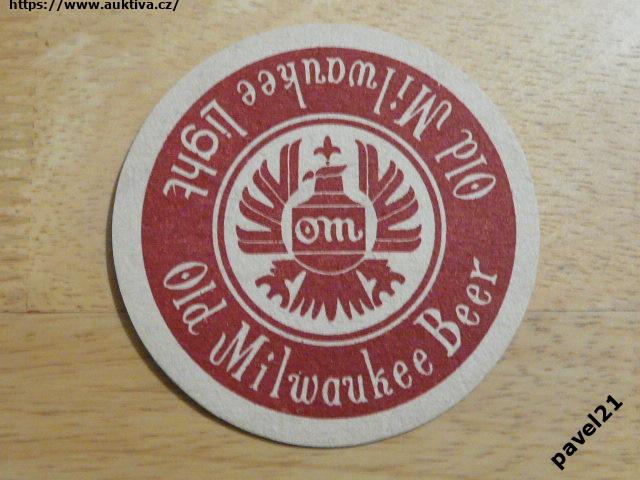 https://www.auktiva.cz/
Old Milwaukee Light
om
Old Milwaukee Beer
pavel21